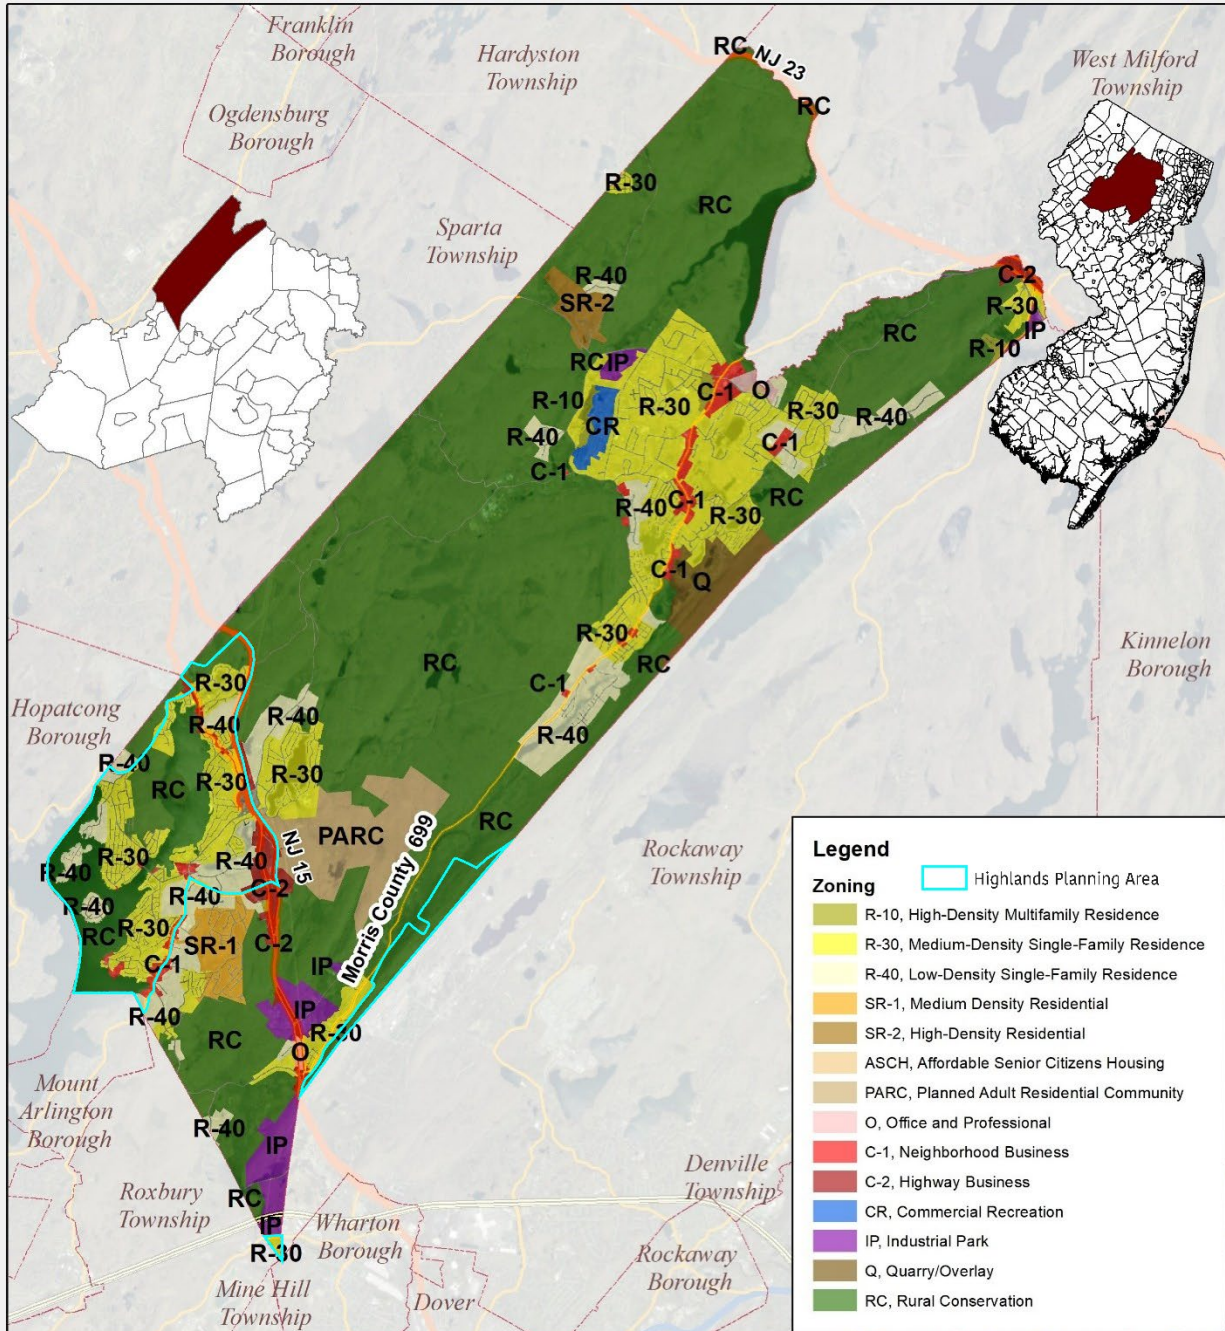 Franklin
Borough
Hardyston
Township
RC
NJ 23
West Milford
Township
Ogdensburg
Borough
RC
R-30
RC
Sparta
Township
R-40
SR-2
C-2
R-30
IP
RC
R-10
RC
IP
R-10
R-30
C-1
O
R-30
R-40
CR
R-40
C-1
C-1
R-40
C-1
R-30
RC
C-1
Q
R-30
RC
RC
C-1
R-40
Kinnelon
Borough
Hopatcong
Borough
R-30
R-40
R-40
R-40
RC
R-30
R-30
PARC
NJ 15
Morris County 699
RC
R-30
R-40
R-40
R-40
C-2
R-40
RC
R-30
SR-1
C-2
C-1
IP
IP
R-30
R-40
RC
O
Rockaway
Township
Mount
Arlington
Borough
R-40
IP
Roxbury
Township
RC
IP
R-30
Wharton
Borough
Mine Hill
Township
Dover
Denville
Township
Rockaway
Borough
Legend
Zoning
Highlands Planning Area
R-10, High-Density Multifamily Residence
R-30, Medium-Density Single-Family Residence
R-40, Low-Density Single-Family Residence
SR-1, Medium Density Residential
SR-2, High-Density Residential
ASCH, Affordable Senior Citizens Housing
PARC, Planned Adult Residential Community
O, Office and Professional
C-1, Neighborhood Business
C-2, Highway Business
CR, Commercial Recreation
IP, Industrial Park
Q, Quarry/Overlay
RC, Rural Conservation